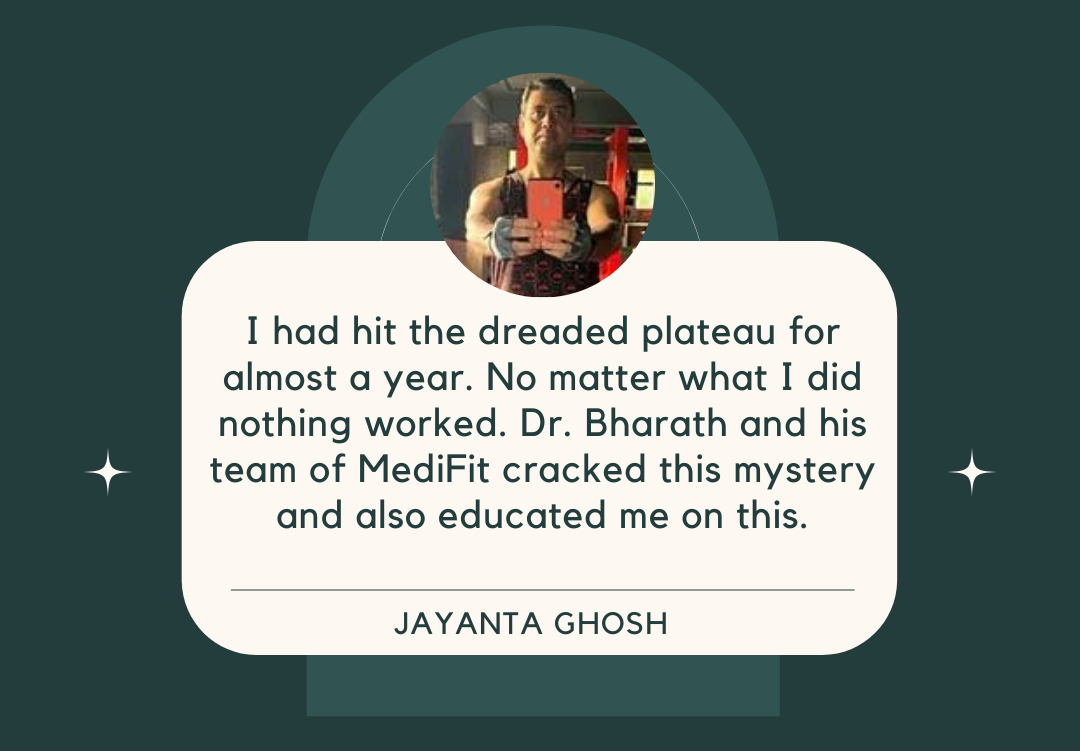 I had hit the dreaded plateau for
almost a year. No matter what I did
nothing worked. Dr. Bharath and his
team of MediFit cracked this mystery
and also educated me on this.
JAYANTA GHOSH